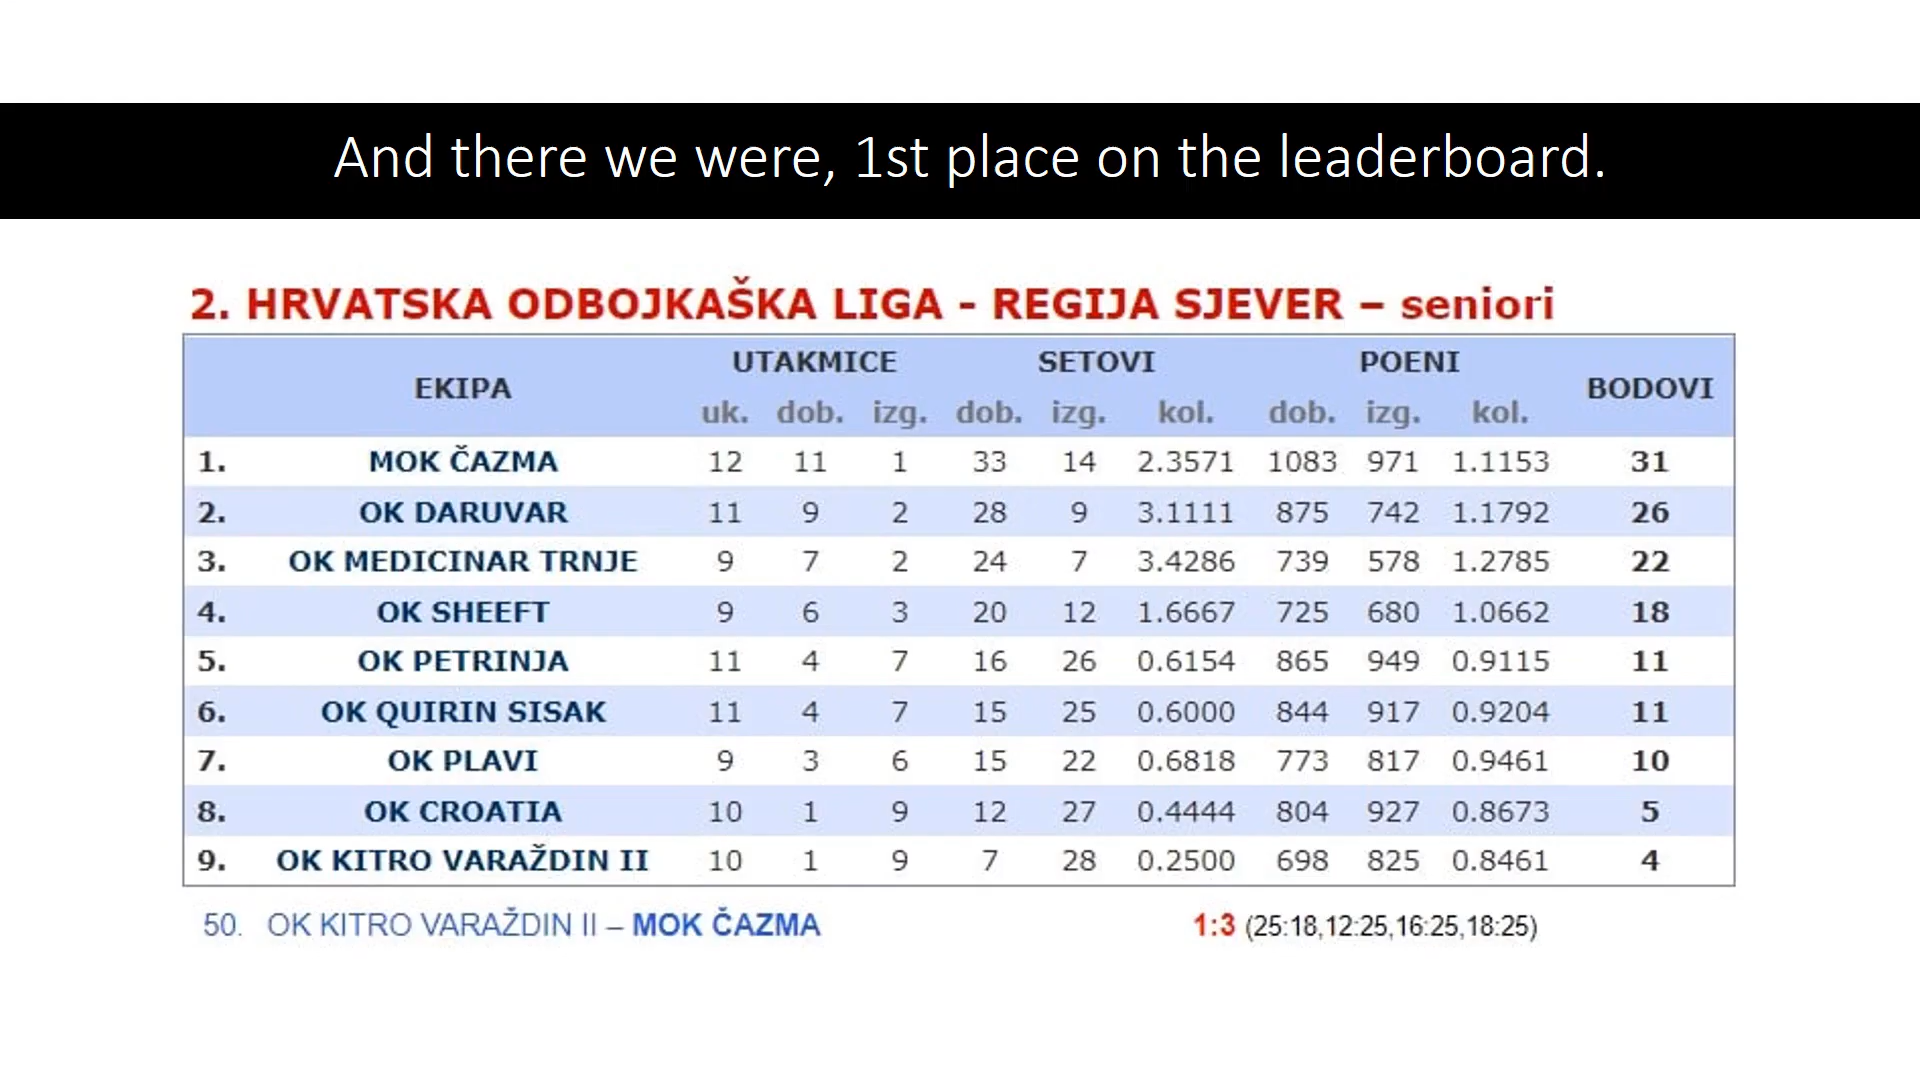 And there we were, 1st place on the leaderboard.
2. HRVATSKA ODBOJKAŠKA LIGA - REGIJA SJEVER – seniori
EKIPA UTAKMICE SETOVI POENI BODOVI
uk. dob. izg. dob. izg. kol. dob. izg. kol.
1. MOK ČAZMA 12 11 1 33 14 2.3571 1083 971 1.1153 31
2. OK DARUVAR 11 9 2 28 9 3.1111 875 742 1.1792 26
3. OK MEDICINAR TRNJE 9 7 2 24 7 3.4286 739 578 1.2785 22
4. OK SHEEFT 9 6 3 20 12 1.6667 725 680 1.0662 18
5. OK PETRINJA 11 4 7 16 26 0.6154 865 949 0.9115 11
6. OK QUIRIN SISAK 11 4 7 15 25 0.6000 844 917 0.9204 11
7. OK PLAVI 9 3 6 15 22 0.6818 773 817 0.9461 10
8. OK CROATIA 10 1 9 12 27 0.4444 804 927 0.8673 5
9. OK KITRO VARAŽDIN II 10 1 9 7 28 0.2500 698 825 0.8461 4
50. OK KITRO VARAŽDIN II – MOK ČAZMA 1:3 (25:18,12:25,16:25,18:25)